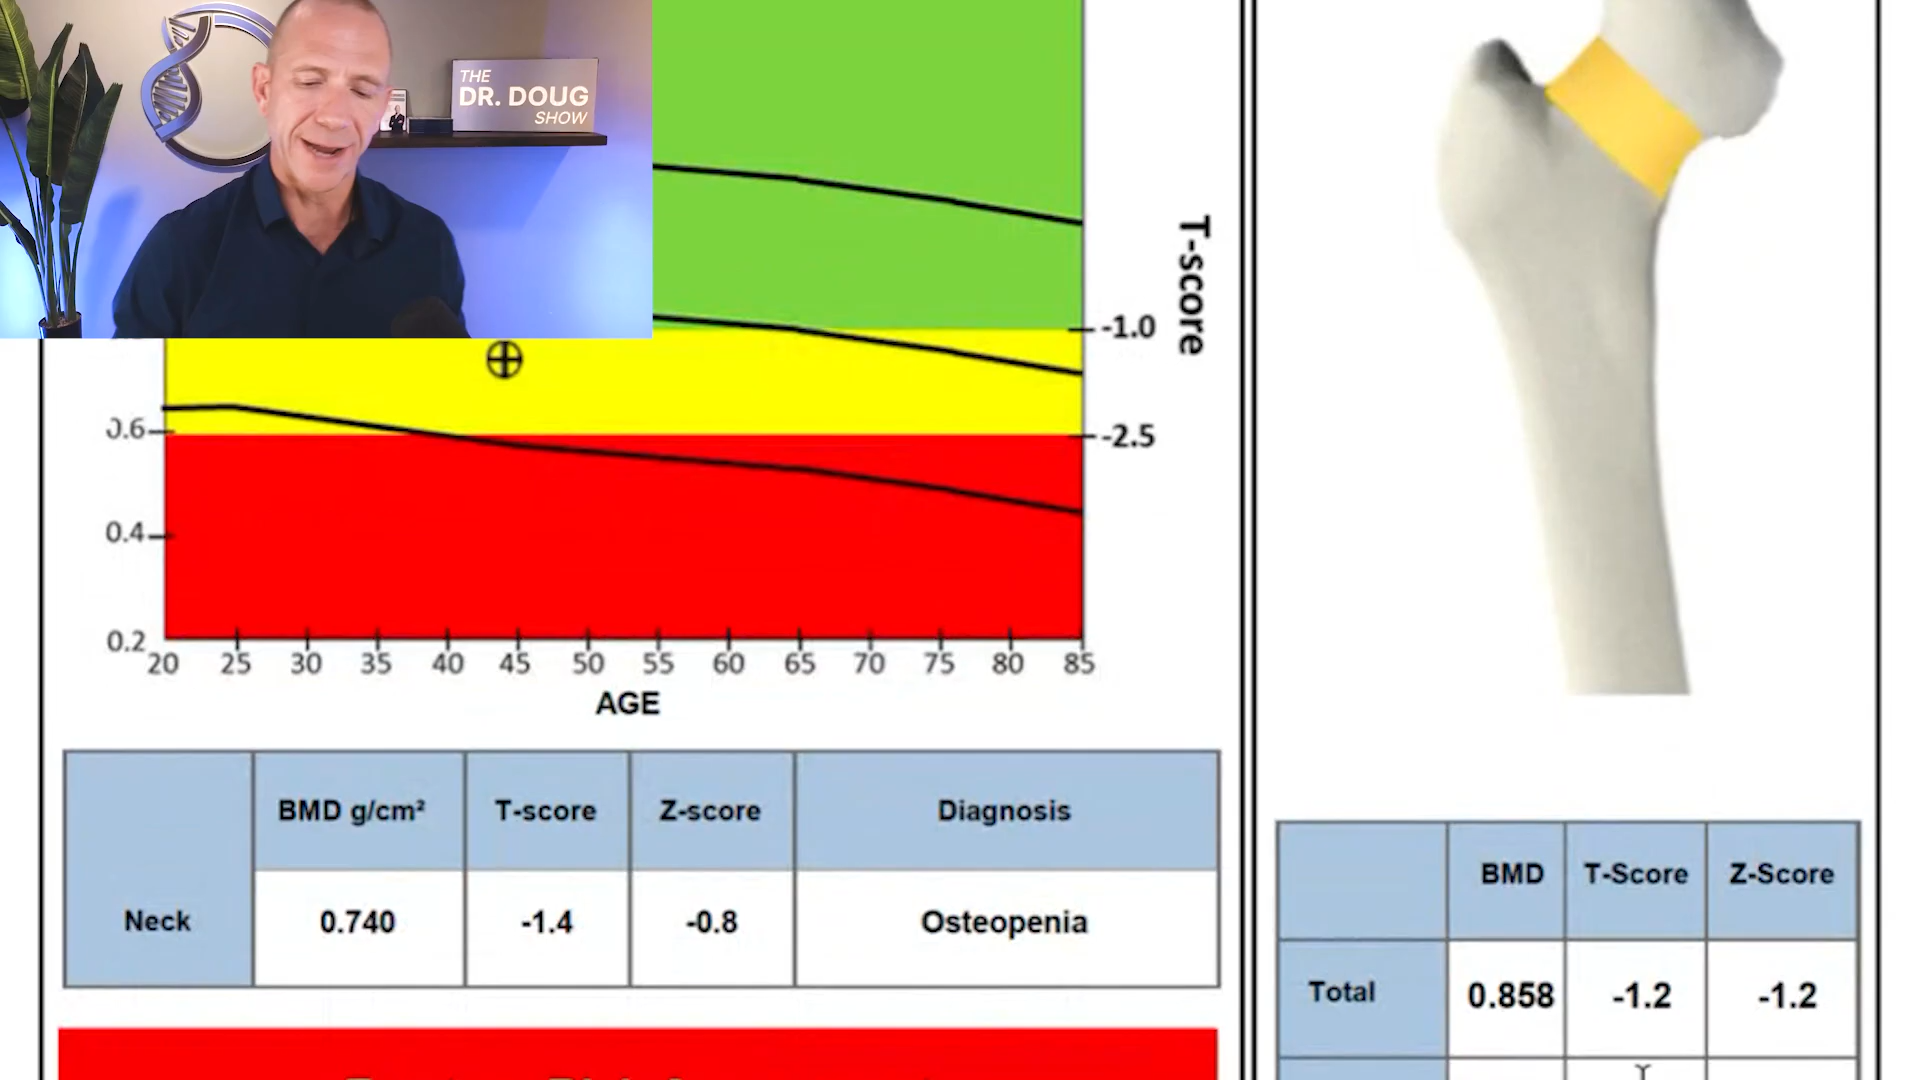 THE
DR. DOUG
SHOW
T-score
-1.0
-2.5
0.6
0.4
0.2
20 25 30 35 40 45 50 55 60 65 70 75 80 85
AGE
BMD g/cm² T-score Z-score Diagnosis
Neck 0.740 -1.4 -0.8 Osteopenia
BMD T-Score Z-Score
Total 0.858 -1.2 -1.2